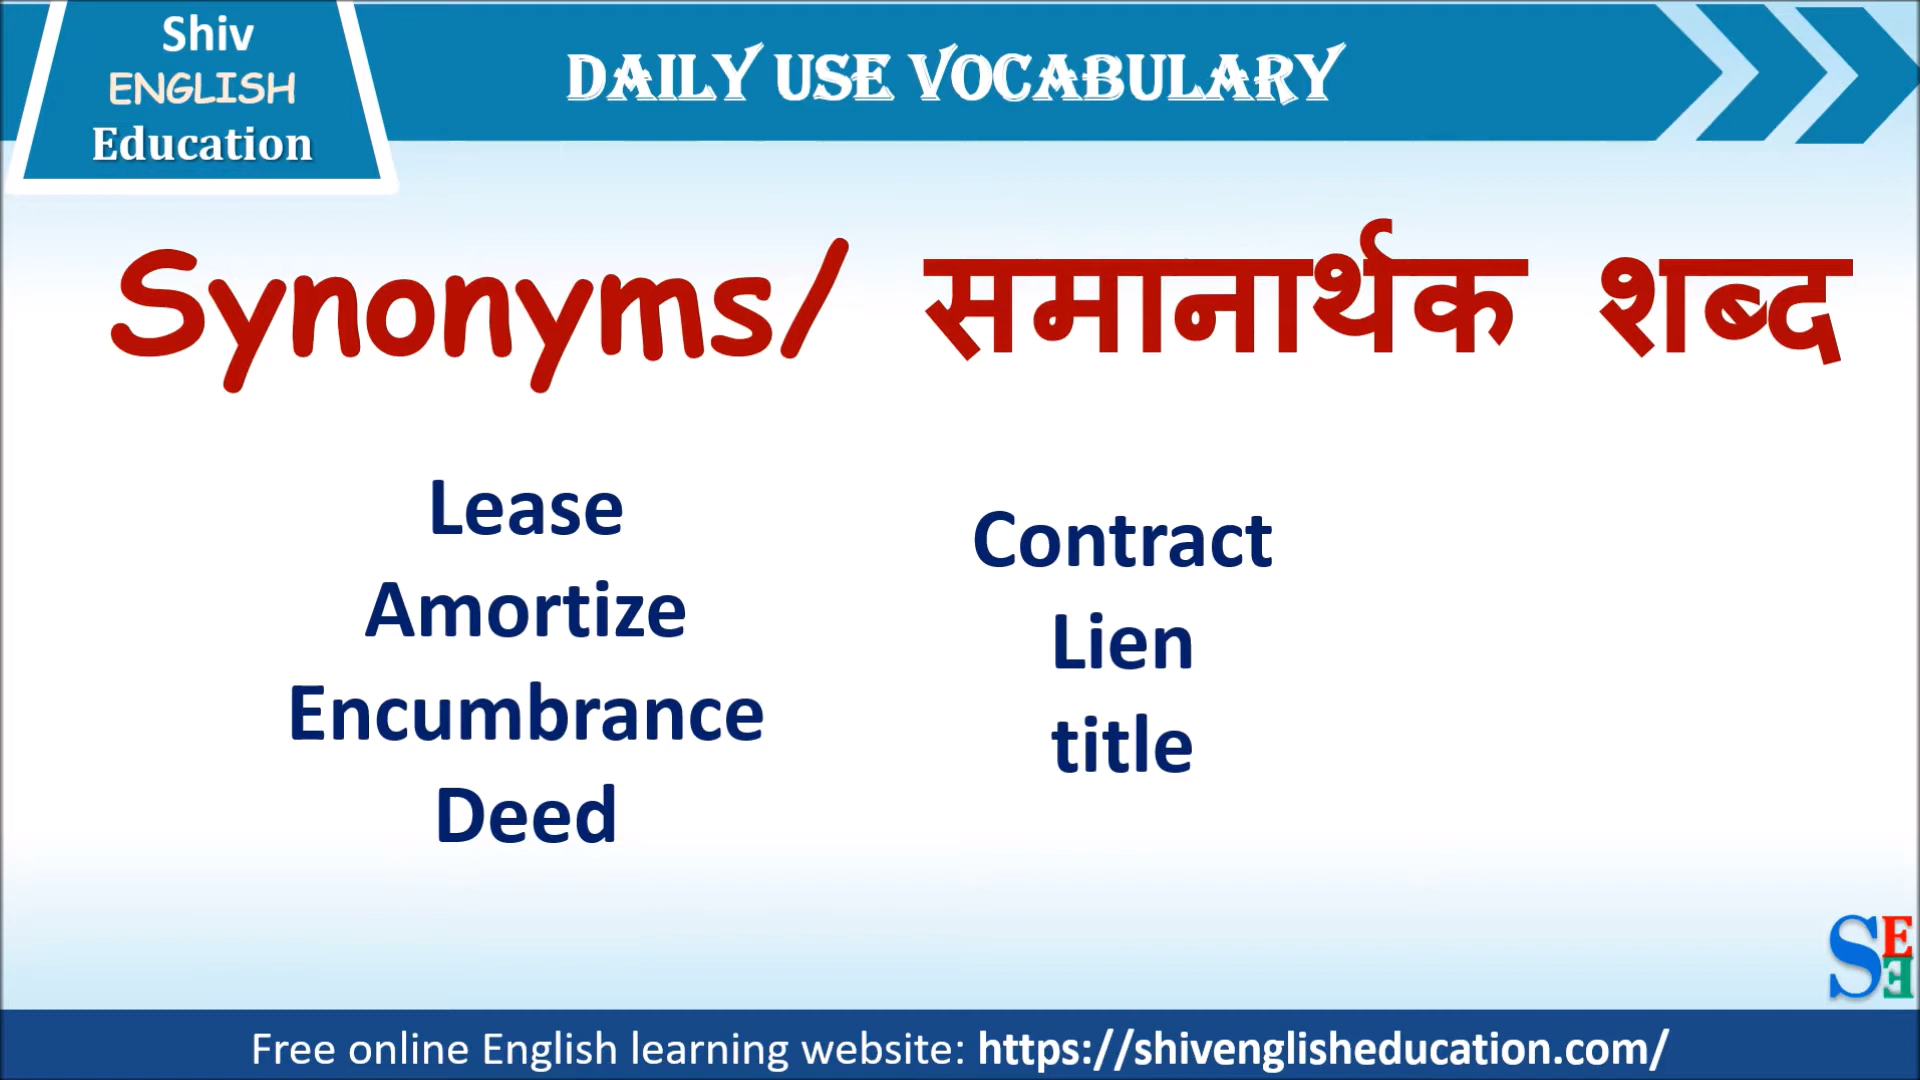 Shiv
ENGLISH
Education
DAILY USE VOCABULARY
Synonyms/ समानार्थक शब्द
Lease
Amortize
Encumbrance
Deed
Contract
Lien
title
SEE
Free online English learning website: https://shivenglisheducation.com/